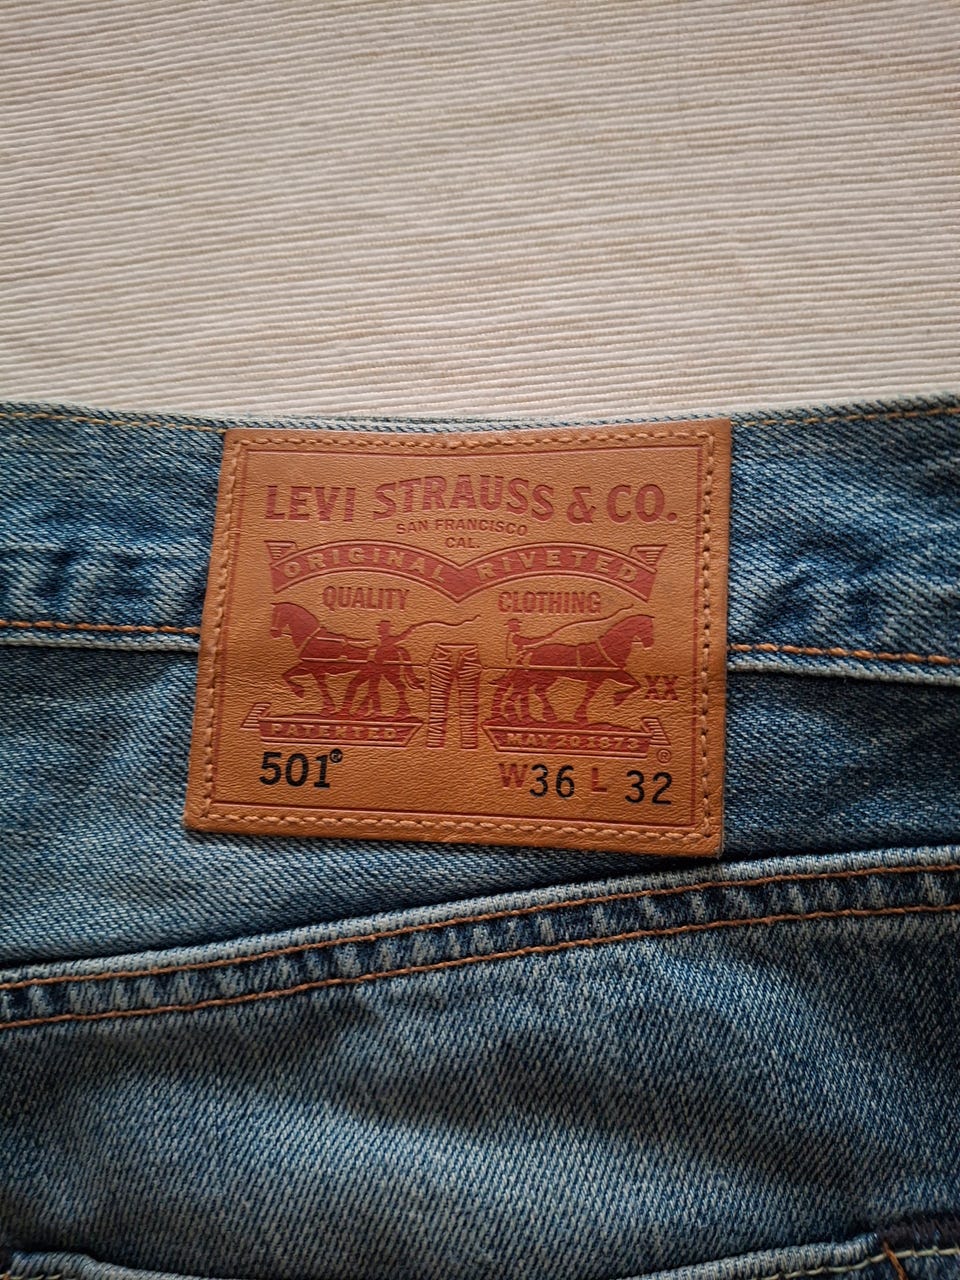 LEVI STRAUSS & CO.
SAN FRANCISCO
CAL.
ORIGINAL RIVETED
QUALITY CLOTHING
XX
PATENTED MAY 20 1873
®
501® W36 L 32